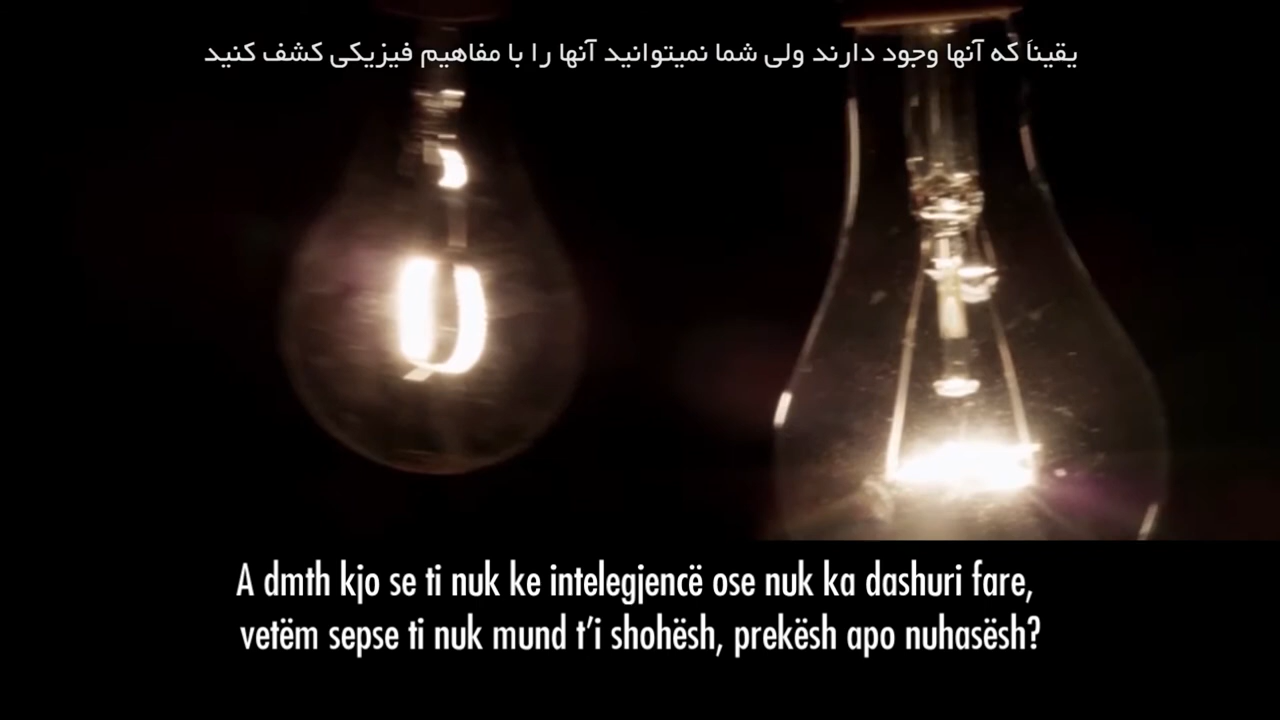 یقیناَ که آنها وجود دارند ولی شما نمیتوانید آنها را با مفاهیم فیزیکی کشف کنید
A dmth kjo se ti nuk ke intelegjencë ose nuk ka dashuri fare,
vetëm sepse ti nuk mund t’i shohësh, prekësh apo nuhasësh?